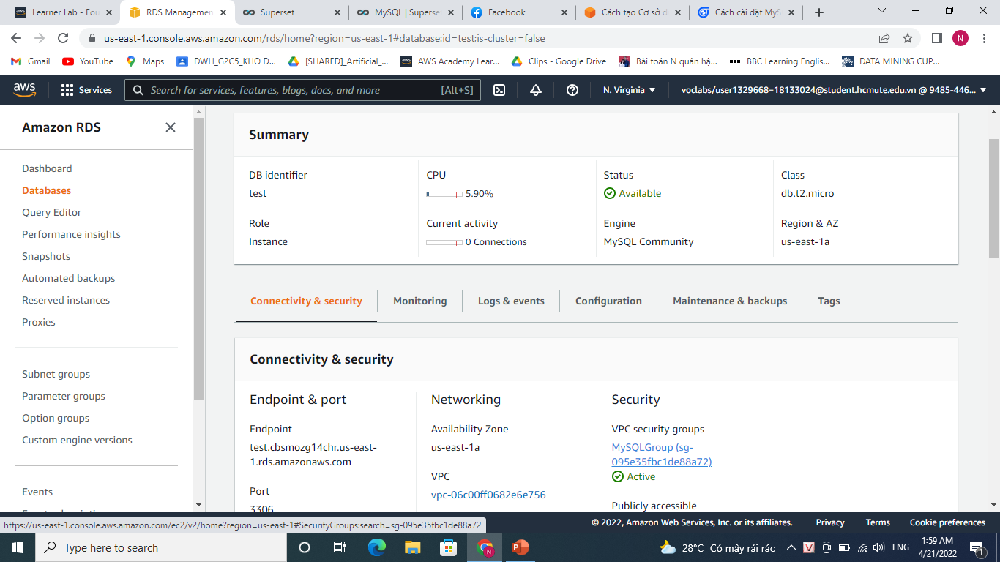 Learner Lab - Fou
RDS Managemen
Superset
MySQL | Superse
Facebook
Cách tạo Cơ sở d
Cách cài đặt MyS
us-east-1.console.aws.amazon.com/rds/home?region=us-east-1#database:id=test;is-cluster=false
N
Gmail
YouTube
Maps
DWH_G2C5_KHO D...
[SHARED]_Artificial_...
AWS Academy Lear...
Clips - Google Drive
Bài toán N quân hậ...
BBC Learning Englis...
DATA MINING CUP...
aws
Services
Search for services, features, blogs, docs, and more
[Alt+S]
N. Virginia
voclabs/user1329668=18133024@student.hcmute.edu.vn @ 9485-446...
Amazon RDS
Dashboard
Databases
Query Editor
Performance insights
Snapshots
Automated backups
Reserved instances
Proxies
Subnet groups
Parameter groups
Option groups
Custom engine versions
Events
Summary
DB identifier
test
CPU
5.90%
Status
Available
Class
db.t2.micro
Role
Instance
Current activity
0 Connections
Engine
MySQL Community
Region & AZ
us-east-1a
Connectivity & security
Monitoring
Logs & events
Configuration
Maintenance & backups
Tags
Connectivity & security
Endpoint & port
Endpoint
test.cbsmozg14chr.us-east-
1.rds.amazonaws.com
Port
3306
Networking
Availability Zone
us-east-1a
VPC
vpc-06c00ff0682e6e756
Security
VPC security groups
MySQLGroup (sg-
095e35fbc1de88a72)
Active
Publicly accessible
https://us-east-1.console.aws.amazon.com/ec2/v2/home?region=us-east-1#SecurityGroups:search=sg-095e35fbc1de88a72
© 2022, Amazon Web Services, Inc. or its affiliates.
Privacy
Terms
Cookie preferences
Type here to search
28°C Có mây rải rác
ENG
1:59 AM
4/21/2022
1